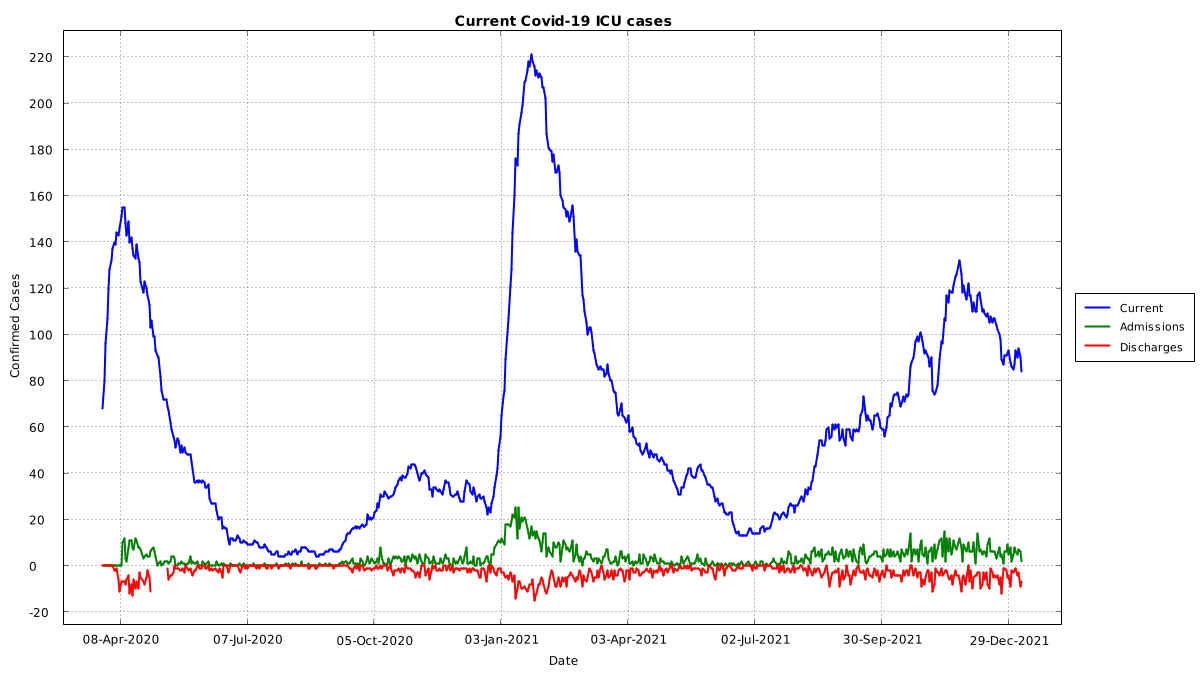 Current Covid-19 ICU cases
Confirmed Cases
220
200
180
160
140
120
100
80
60
40
20
0
-20
08-Apr-2020
07-Jul-2020
05-Oct-2020
03-Jan-2021
03-Apr-2021
02-Jul-2021
30-Sep-2021
29-Dec-2021
Date
Current
Admissions
Discharges